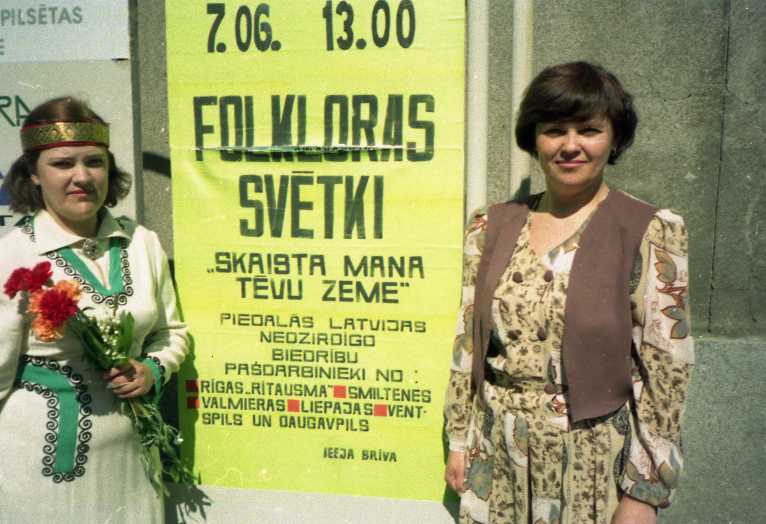 PILSĒTAS
7.06. 13.00
FOLKLORAS
SVĒTKI
„SKAISTA MANA
TĒVU ZEME"
PIEDALĀS LATVIJAS
NEDZIRDĪGO
BIEDRĪBU
PAŠDARBINIEKI NO
RĪGAS „RĪTAUSMA" SMILTENES
VALMIERAS LIEPĀJAS VENT-
SPILS UN DAUGAVPILS
IEEJA BRĪVA